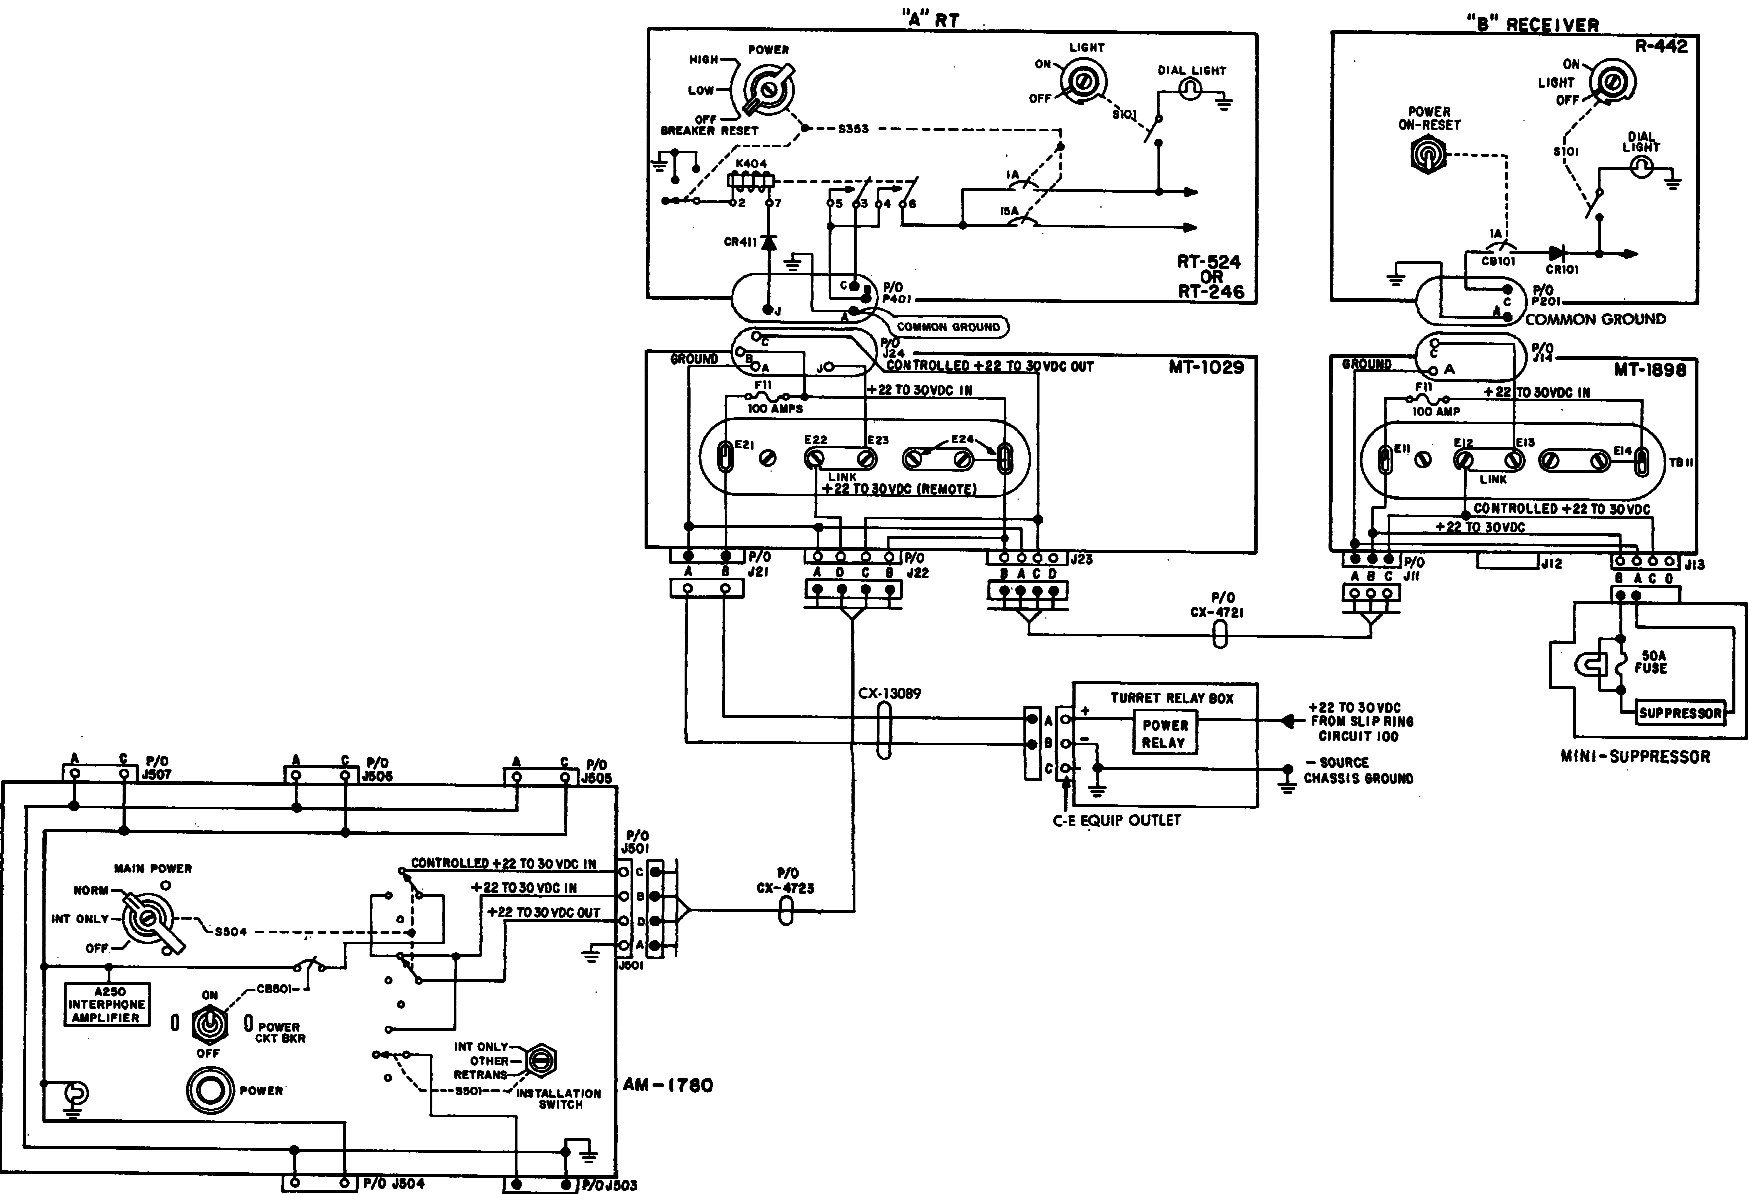 "A" RT
POWER
HIGH
LOW
OFF
BREAKER RESET
S353
K404
2
7
5
3
4
6
CR411
LIGHT
ON
OFF
S101
DIAL LIGHT
1A
15A
RT-524
OR
RT-246
C
B
A
J
P/O
P401
COMMON GROUND
"B" RECEIVER
R-442
ON
LIGHT
OFF
POWER
ON-RESET
S101
DIAL
LIGHT
1A
CB101
CR101
P/O
C
P201
A
COMMON GROUND
C
B
A
J
P/O
J24
GROUND
CONTROLLED +22 TO 30 VDC OUT
MT-1029
F11
100 AMPS
+22 TO 30VDC IN
E21
E22
E23
E24
LINK
+22 TO 30VDC (REMOTE)
P/O
J21
A B
P/O
J22
A D C B
J23
B A C D
P/O
J14
GROUND
C
A
MT-1898
F11
100 AMP
+22 TO 30VDC IN
E11
E12
E13
E14
TB11
LINK
CONTROLLED +22 TO 30VDC
+22 TO 30VDC
P/O
J11
A B C
J12
J13
B A C D
P/O
CX-4721
50A
FUSE
SUPPRESSOR
MINI-SUPPRESSOR
CX-13089
TURRET RELAY BOX
POWER
RELAY
A
B
C
+
-
+22 TO 30VDC
FROM SLIP RING
CIRCUIT 100
- SOURCE
CHASSIS GROUND
C-E EQUIP OUTLET
A C P/O
J507
A C P/O
J506
A C P/O
J505
P/O
J501
C
B
D
A
J501
P/O
CX-4723
MAIN POWER
NORM
INT ONLY
OFF
S504
CONTROLLED +22 TO 30 VDC IN
+22 TO 30 VDC IN
+22 TO 30 VDC OUT
A250
INTERPHONE
AMPLIFIER
CB501
ON
OFF
POWER
CKT BKR
POWER
INT ONLY
OTHER
RETRANS
S501
INSTALLATION
SWITCH
AM-1780
P/O J504
P/O J503